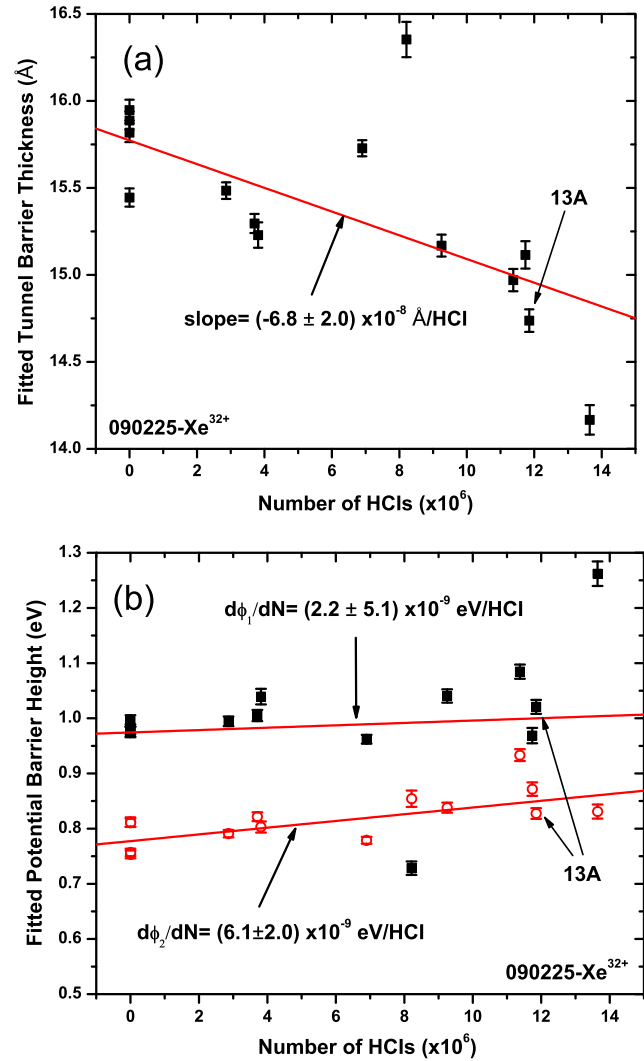 (a)
Fitted Tunnel Barrier Thickness (Å)
16.5
16.0
15.5
15.0
14.5
14.0
13A
slope= (-6.8 ± 2.0) x10⁻⁸ Å/HCI
090225-Xe³²⁺
0 2 4 6 8 10 12 14
Number of HCIs (x10⁶)
(b)
Fitted Potential Barrier Height (eV)
1.3
1.2
1.1
1.0
0.9
0.8
0.7
0.6
0.5
dϕ₁/dN= (2.2 ± 5.1) x10⁻⁹ eV/HCI
13A
dϕ₂/dN= (6.1±2.0) x10⁻⁹ eV/HCI
090225-Xe³²⁺
0 2 4 6 8 10 12 14
Number of HCIs (x10⁶)